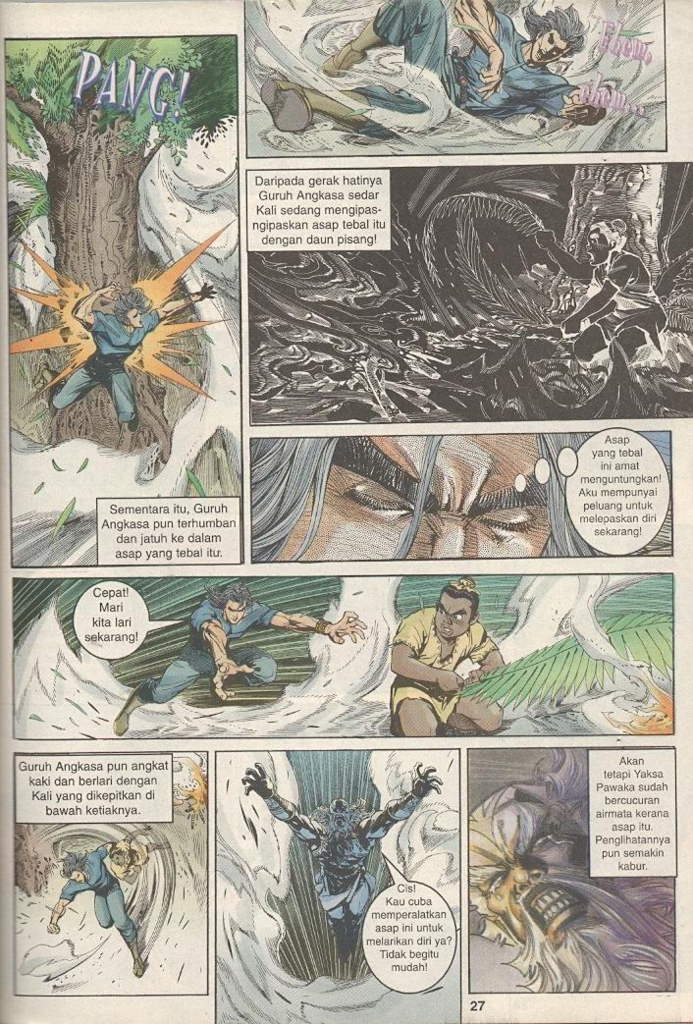 PANG!
Sementara itu, Guruh
Angkasa pun terhumban
dan jatuh ke dalam
asap yang tebal itu.
Ehem,
ehem...
Daripada gerak hatinya
Guruh Angkasa sedar
Kali sedang mengipas-
ngipaskan asap tebal itu
dengan daun pisang!
Asap
yang tebal
ini amat
menguntungkan!
Aku mempunyai
peluang untuk
melepaskan diri
sekarang!
Cepat!
Mari
kita lari
sekarang!
Guruh Angkasa pun angkat
kaki dan berlari dengan
Kali yang dikepitkan di
bawah ketiaknya.
Cis!
Kau cuba
memperalatkan
asap ini untuk
melarikan diri ya?
Tidak begitu
mudah!
Akan
tetapi Yaksa
Pawaka sudah
bercucuran
airmata kerana
asap itu.
Penglihatannya
pun semakin
kabur.
27